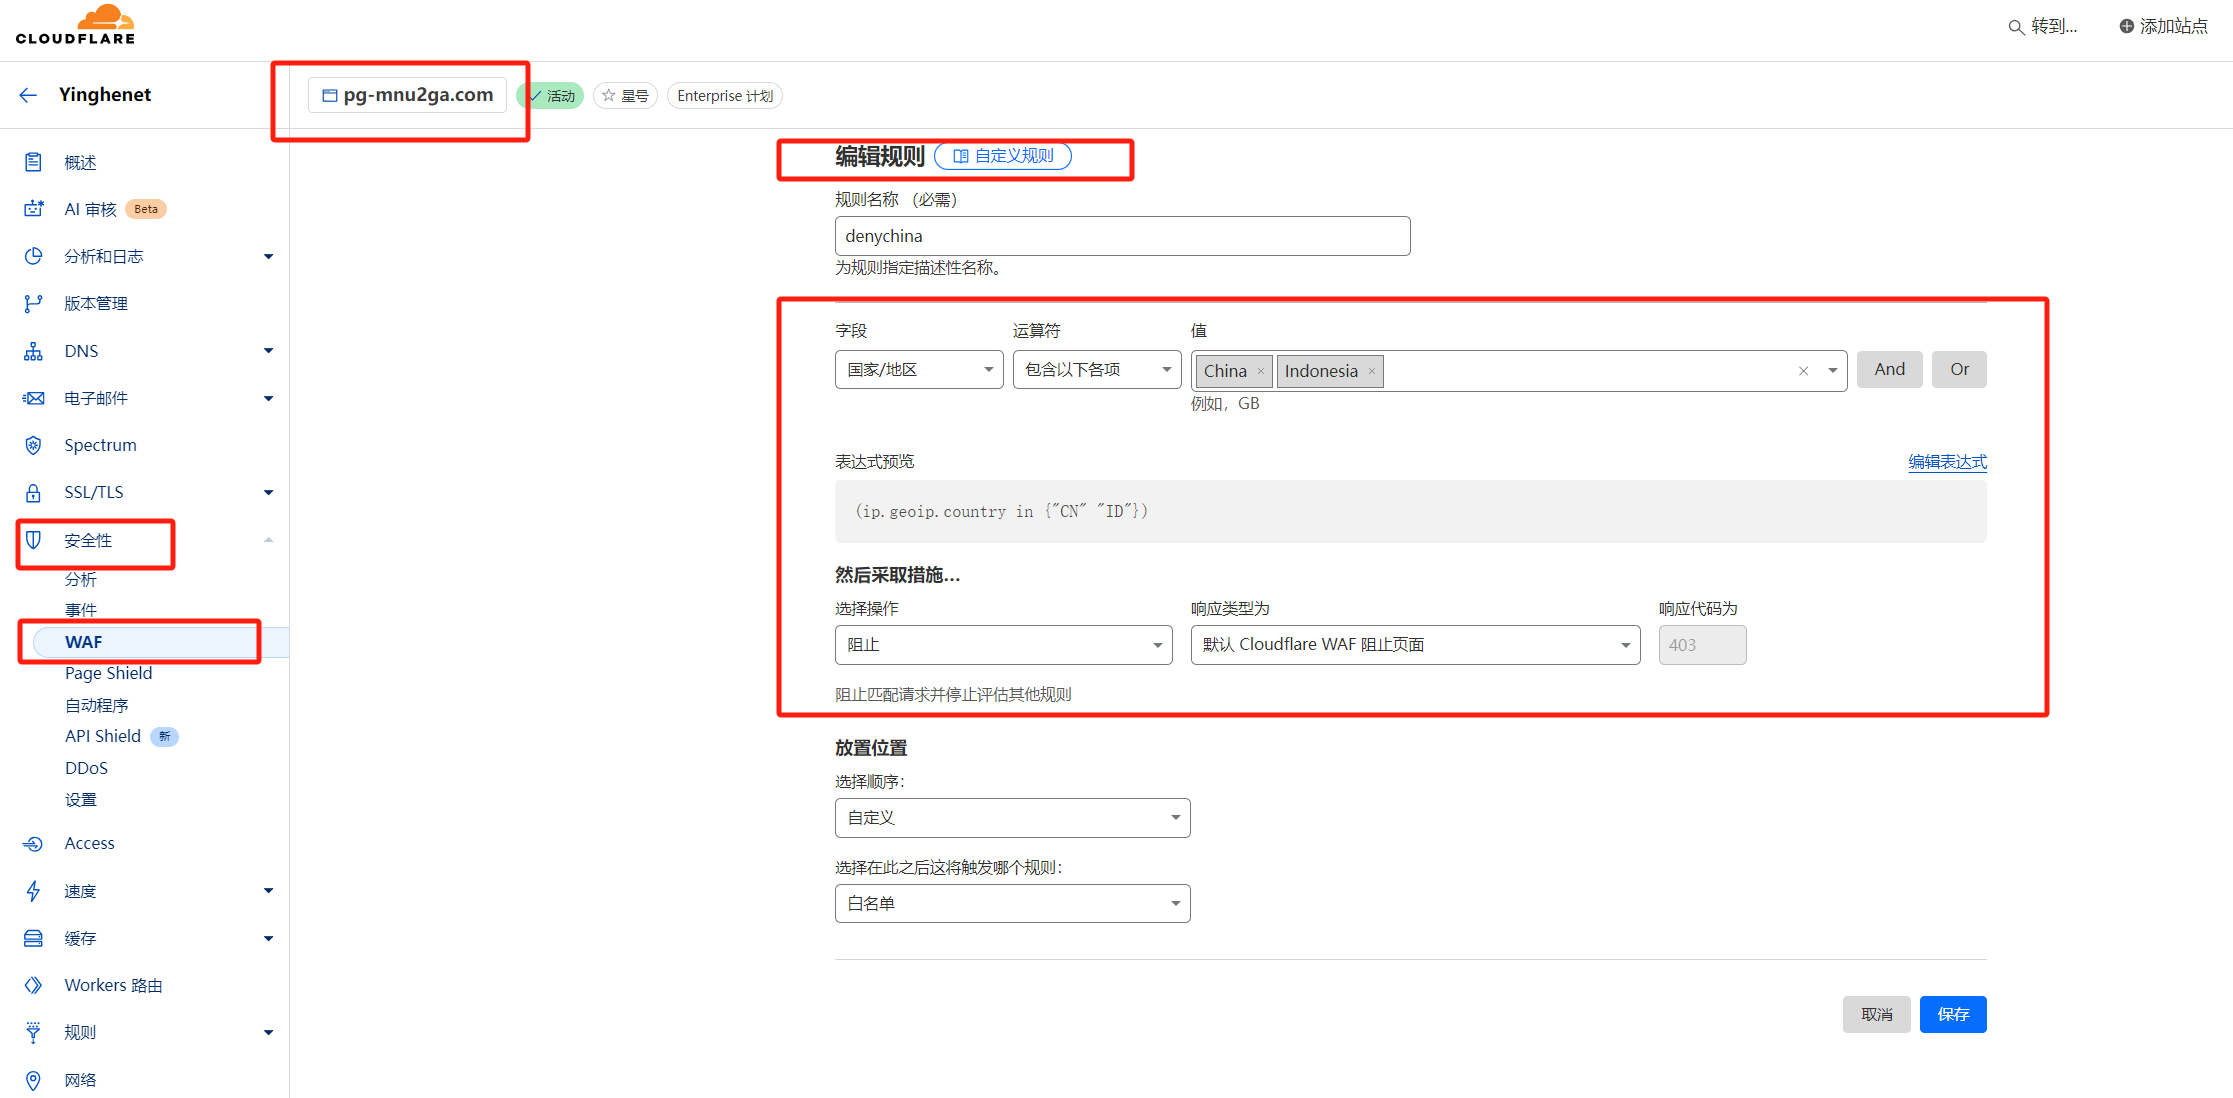 CLOUDFLARE
转到...
添加站点
Yinghenet
pg-mnu2ga.com
活动
星号
Enterprise 计划
概述
AI 审核 Beta
分析和日志
版本管理
DNS
电子邮件
Spectrum
SSL/TLS
安全性
分析
事件
WAF
Page Shield
自动程序
API Shield 新
DDoS
设置
Access
速度
缓存
Workers 路由
规则
网络
编辑规则 自定义规则
规则名称 （必需）
denychina
为规则指定描述性名称。
字段 运算符 值
国家/地区 包含以下各项 China × Indonesia × And Or
例如，GB
表达式预览 编辑表达式
(ip.geoip.country in {"CN" "ID"})
然后采取措施...
选择操作 响应类型为 响应代码为
阻止 默认 Cloudflare WAF 阻止页面 403
阻止匹配请求并停止评估其他规则
放置位置
选择顺序：
自定义
选择在此之后这将触发哪个规则：
白名单
取消 保存